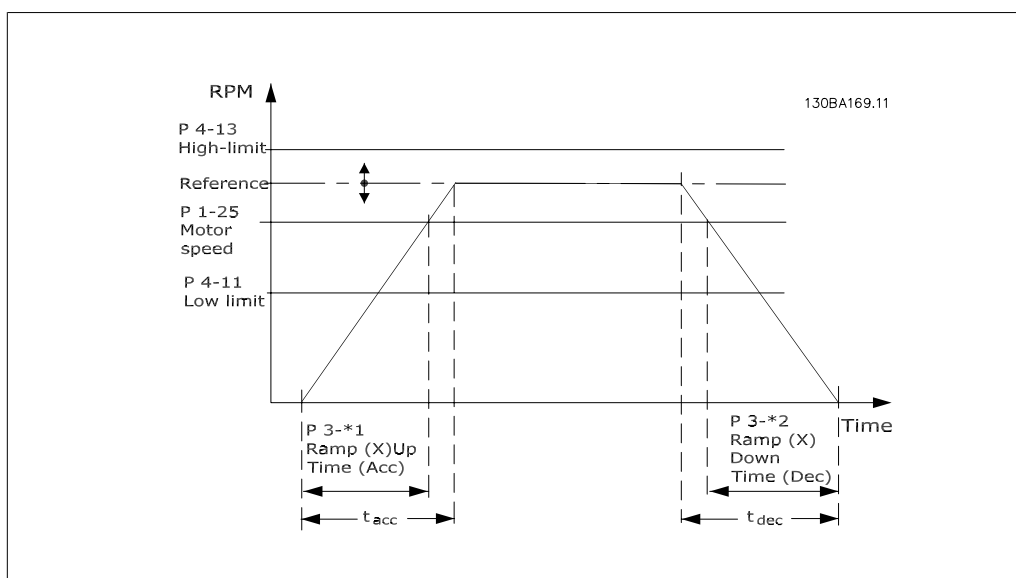 RPM
130BA169.11
P 4-13
High-limit
Reference
P 1-25
Motor
speed
P 4-11
Low limit
Time
P 3-*1
Ramp (X)Up
Time (Acc)
P 3-*2
Ramp (X)
Down
Time (Dec)
tacc
tdec